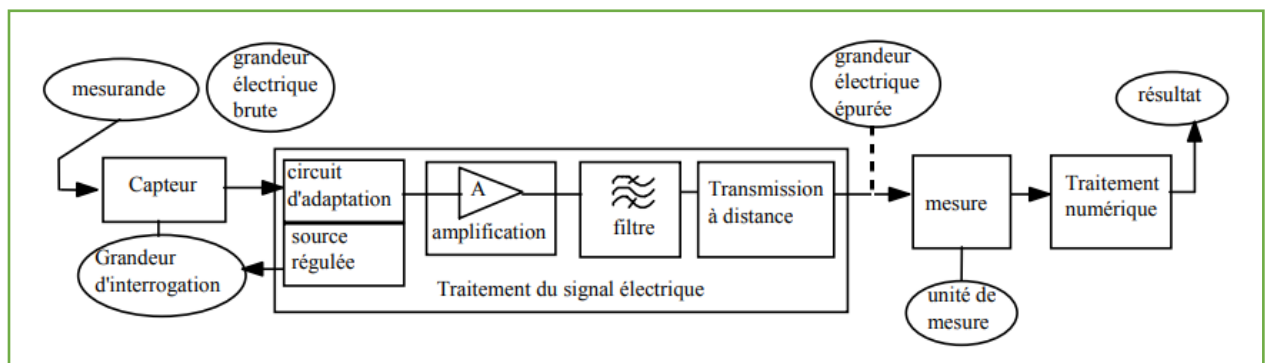 mesurande
grandeur
électrique
brute
grandeur
électrique
épurée
résultat
Capteur
circuit
d'adaptation
A
amplification
filtre
Transmission
à distance
mesure
Traitement
numérique
source
régulée
Grandeur
d'interrogation
Traitement du signal électrique
unité de
mesure